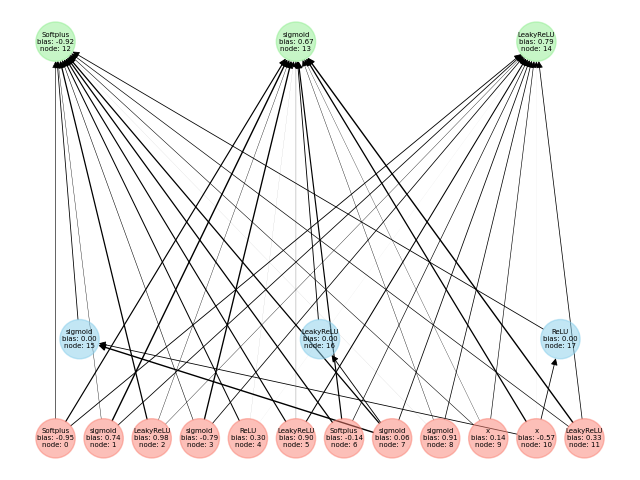 Softplus
bias: -0.92
node: 12
sigmoid
bias: 0.67
node: 13
LeakyReLU
bias: 0.79
node: 14
sigmoid
bias: 0.00
node: 15
LeakyReLU
bias: 0.00
node: 16
ReLU
bias: 0.00
node: 17
Softplus
bias: -0.95
node: 0
sigmoid
bias: 0.74
node: 1
LeakyReLU
bias: 0.98
node: 2
sigmoid
bias: -0.79
node: 3
ReLU
bias: 0.30
node: 4
LeakyReLU
bias: 0.90
node: 5
Softplus
bias: -0.14
node: 6
sigmoid
bias: 0.06
node: 7
sigmoid
bias: 0.91
node: 8
x
bias: 0.14
node: 9
x
bias: -0.57
node: 10
LeakyReLU
bias: 0.33
node: 11